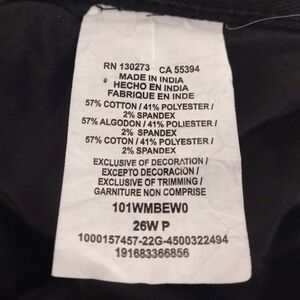 RN 130273 CA 55394
MADE IN INDIA
HECHO EN INDIA
FABRIQUE EN INDE
57% COTTON / 41% POLYESTER /
2% SPANDEX
57% ALGODON / 41% POLIESTER /
2% SPANDEX
57% COTON / 41% POLYESTER /
2% SPANDEX
EXCLUSIVE OF DECORATION /
EXCEPTO DECORACION /
EXCLUSIVE OF TRIMMING /
GARNITURE NON COMPRISE
101WMBEW0
26W P
1000157457-22G-4500322494
191683366856